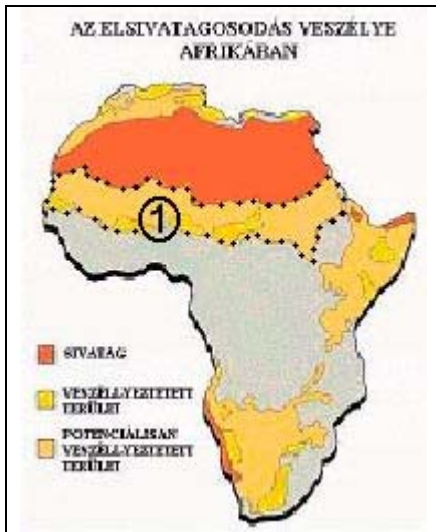 AZ ELSIVATAGOSODÁS VESZÉLYE
AFRIKÁBAN
1
SIVATAG
VESZÉLYEZTETETT
TERÜLET
POTENCIÁLISAN
VESZÉLYEZTETETT
TERÜLET